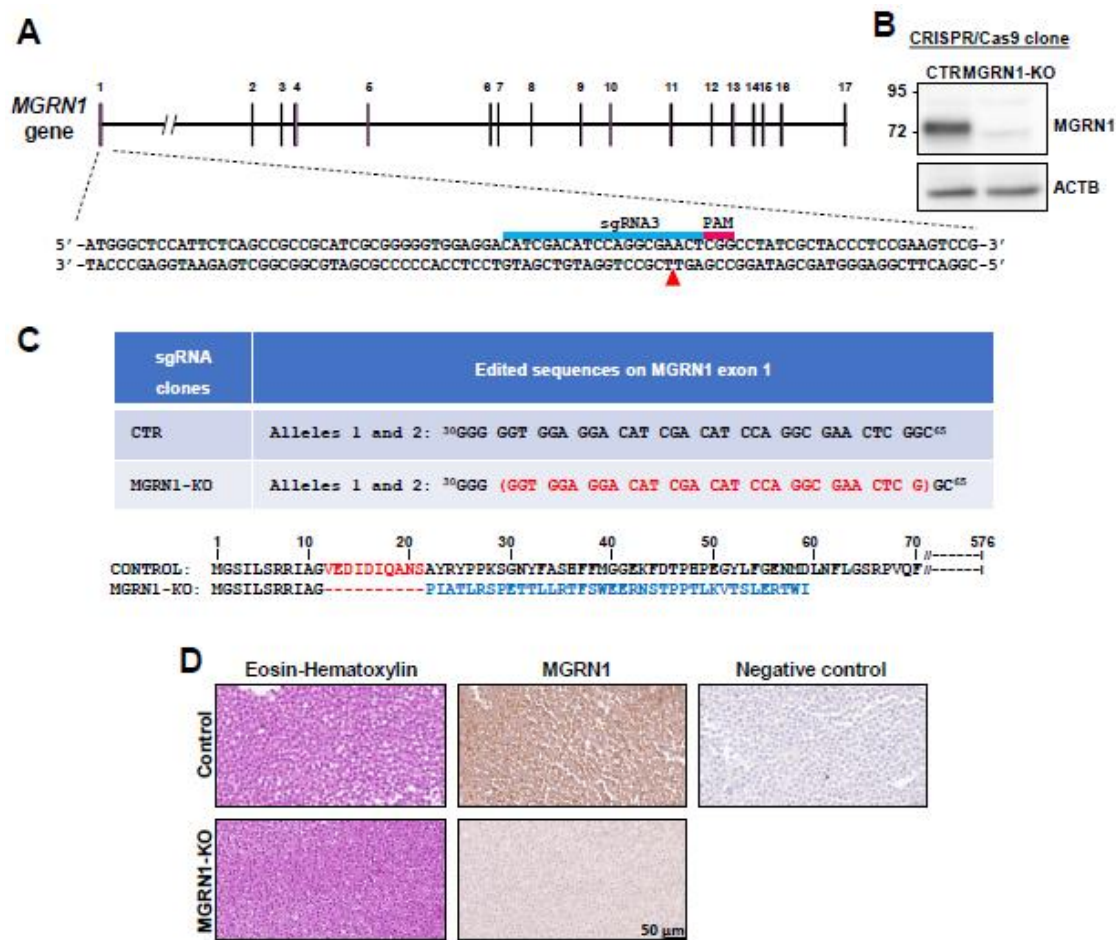 A
1 2 3 4 5 6 7 8 9 10 11 12 13 14 15 16 17
MGRN1
gene
//
sgRNA3 PAM
5'-ATGGGCTCCATTCTCAGCCGCCGCATCGCGGGGGTGGAGGACATCGACATCCAGGCGAACTCGGCCTATCGCTACCCTCCGAAGTCCG-3'
3'-TACCCGAGGTAAGAGTCGGCGGCGTAGCGCCCCCACCTCCTGTAGCTGTAGGTCCGCTTGAGCCGGATAGCGATGGGAGGCTTCAGGC-5'
B
CRISPR/Cas9 clone
CTRMGRN1-KO
95 -
72 -
MGRN1
ACTB
C
sgRNA
clones
Edited sequences on MGRN1 exon 1
CTR Alleles 1 and 2: ³⁰GGG GGT GGA GGA CAT CGA CAT CCA GGC GAA CTC GGC⁶⁵
MGRN1-KO Alleles 1 and 2: ³⁰GGG (GGT GGA GGA CAT CGA CAT CCA GGC GAA CTC G)GC⁶⁵
1 10 20 30 40 50 60 70 576
CONTROL: MGSILSRRIAGVEDIDIQANSAYRYPPKSGNYFASHFFMGGEKFDTPHPEGYLFGENMDLNFLGSRPVQF//------
MGRN1-KO: MGSILSRRIAG----------PIATLRSPETTLLRTFSWEERNSTPPTLKVTSLERTWI
D
Eosin-Hematoxylin MGRN1 Negative control
Control
MGRN1-KO
50 µm